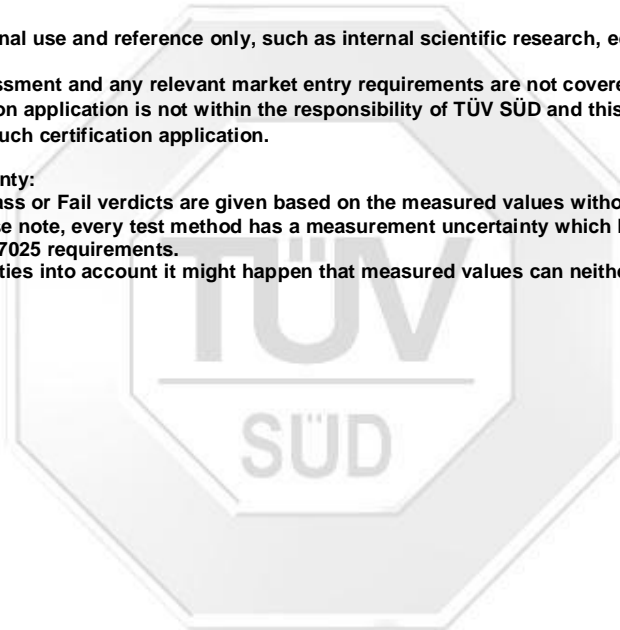 nal use and reference only, such as internal scientific research, e
ssment and any relevant market entry requirements are not covere
on application is not within the responsibility of TÜV SÜD and this
uch certification application.
nty:
ass or Fail verdicts are given based on the measured values witho
se note, every test method has a measurement uncertainty which
7025 requirements.
ties into account it might happen that measured values can neith
TÜV
SÜD